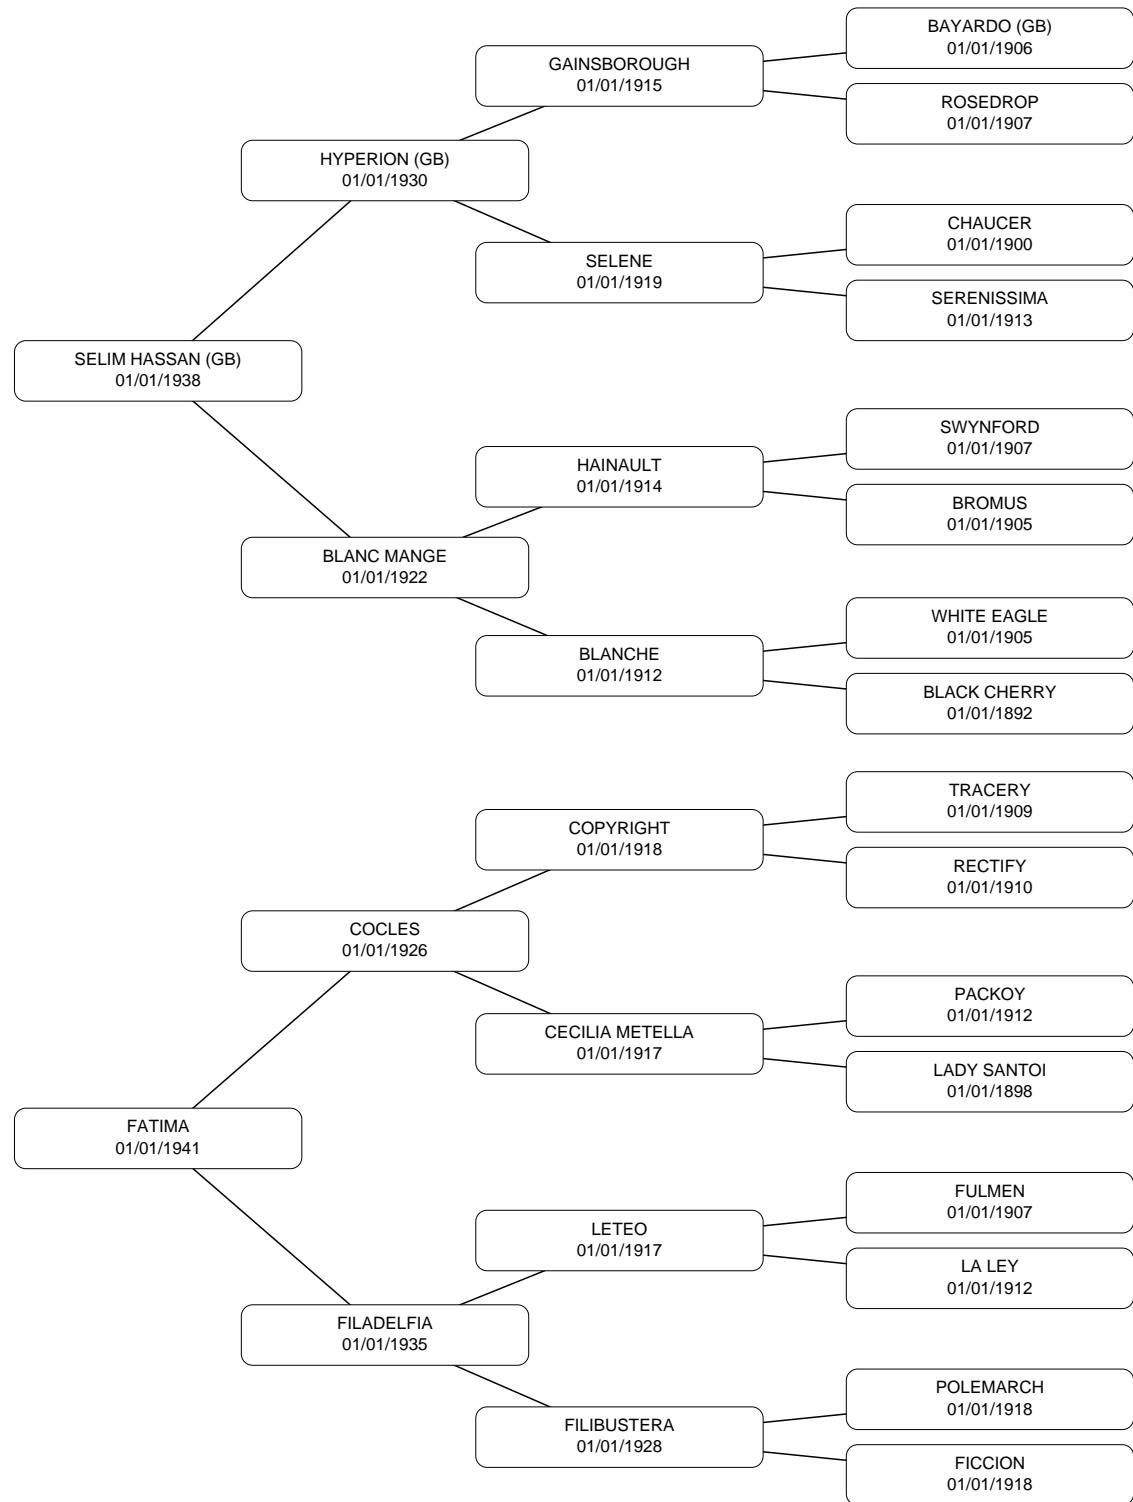 BAYARDO (GB)
01/01/1906
GAINSBOROUGH
01/01/1915
ROSEDROP
01/01/1907
HYPERION (GB)
01/01/1930
CHAUCER
01/01/1900
SELENE
01/01/1919
SERENISSIMA
01/01/1913
SELIM HASSAN (GB)
01/01/1938
SWYNFORD
01/01/1907
HAINAULT
01/01/1914
BROMUS
01/01/1905
BLANC MANGE
01/01/1922
WHITE EAGLE
01/01/1905
BLANCHE
01/01/1912
BLACK CHERRY
01/01/1892
TRACERY
01/01/1909
COPYRIGHT
01/01/1918
RECTIFY
01/01/1910
COCLES
01/01/1926
PACKOY
01/01/1912
CECILIA METELLA
01/01/1917
LADY SANTOI
01/01/1898
FATIMA
01/01/1941
FULMEN
01/01/1907
LETEO
01/01/1917
LA LEY
01/01/1912
FILADELFIA
01/01/1935
POLEMARCH
01/01/1918
FILIBUSTERA
01/01/1928
FICCION
01/01/1918